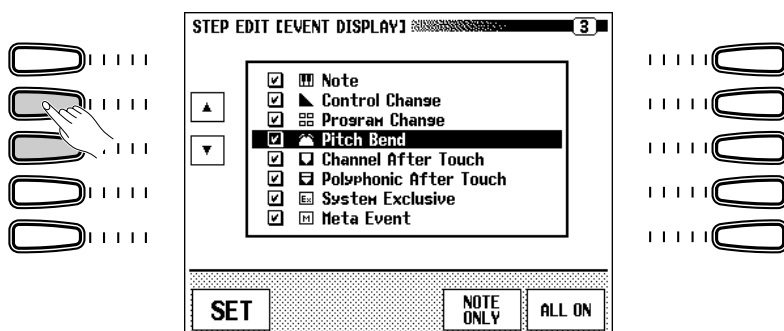 STEP EDIT [EVENT DISPLAY] 3
Note
Control Change
Program Change
Pitch Bend
Channel After Touch
Polyphonic After Touch
Ex System Exclusive
M Meta Event
SET
NOTE
ONLY
ALL ON